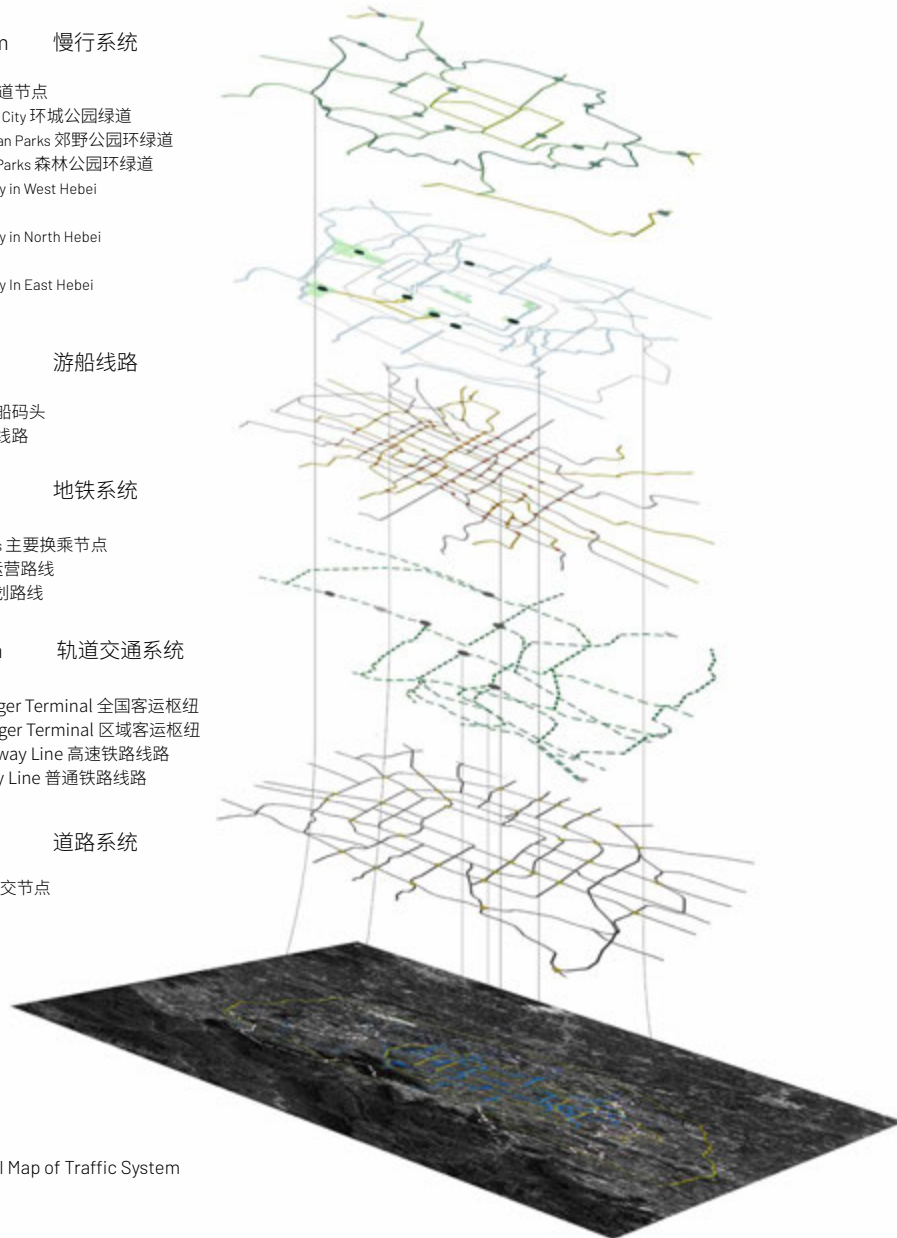 m 慢行系统
道节点
City 环城公园绿道
an Parks 郊野公园环绿道
Parks 森林公园环绿道
y in West Hebei
y in North Hebei
y In East Hebei
游船线路
船码头
线路
地铁系统
s 主要换乘节点
运营路线
划路线
m 轨道交通系统
ger Terminal 全国客运枢纽
ger Terminal 区域客运枢纽
way Line 高速铁路线路
y Line 普通铁路线路
道路系统
交节点
l Map of Traffic System